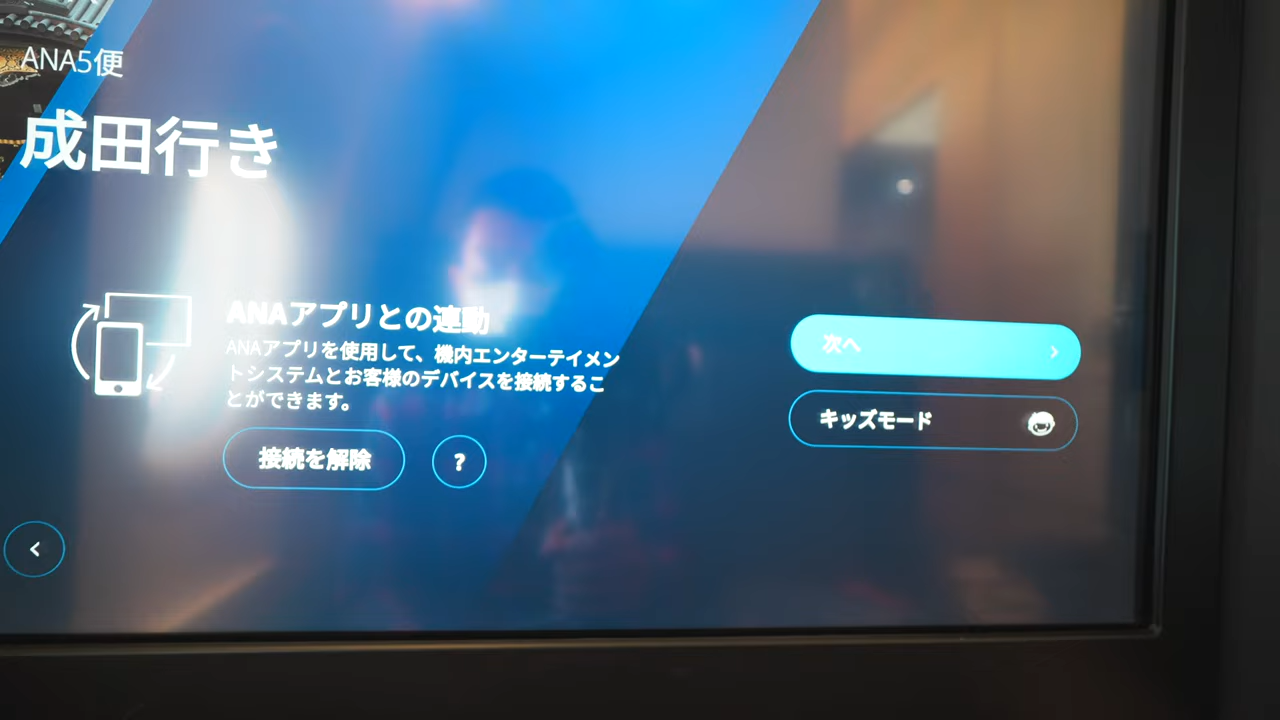 ANA5便
成田行き
ANAアプリとの連動
ANAアプリを使用して、機内エンターテイメン
トシステムとお客様のデバイスを接続するこ
とができます。
接続を解除
?
次へ
キッズモード